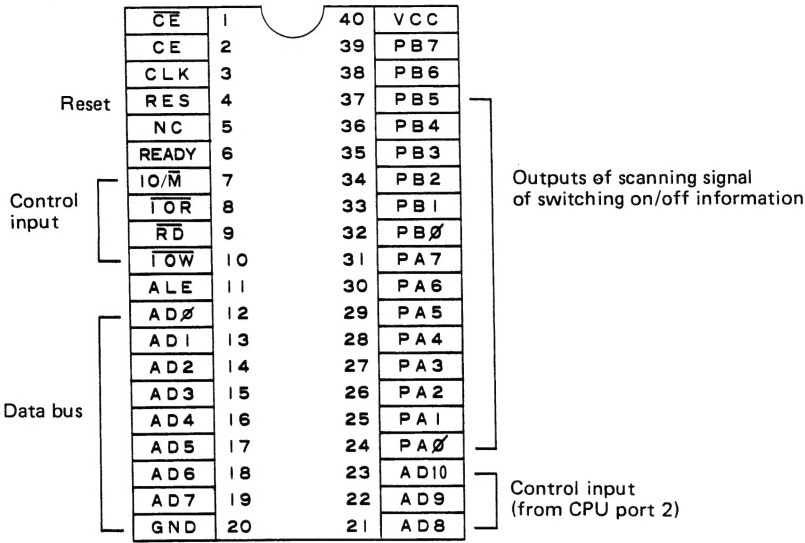 C̅E̅ 1 40 VCC
CE 2 39 PB7
CLK 3 38 PB6
Reset RES 4 37 PB5
NC 5 36 PB4
READY 6 35 PB3
IO/M̅ 7 34 PB2
Control input
I̅O̅R̅ 8 33 PB1
R̅D̅ 9 32 PBØ
I̅O̅W̅ 10 31 PA7
Outputs of scanning signal
of switching on/off information
ALE 11 30 PA6
ADØ 12 29 PA5
AD1 13 28 PA4
AD2 14 27 PA3
AD3 15 26 PA2
Data bus AD4 16 25 PA1
AD5 17 24 PAØ
AD6 18 23 AD10
AD7 19 22 AD9
GND 20 21 AD8
Control input
(from CPU port 2)